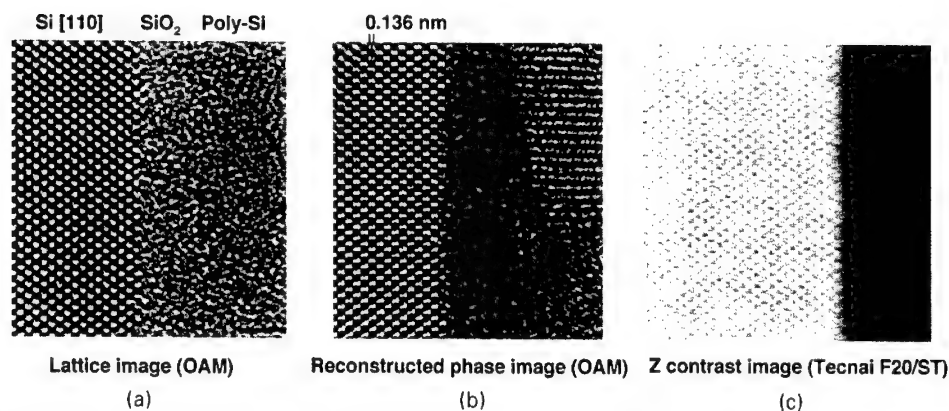 Si [110] SiO₂ Poly-Si
0.136 nm
Lattice image (OAM)
(a)
Reconstructed phase image (OAM)
(b)
Z contrast image (Tecnai F20/ST)
(c)